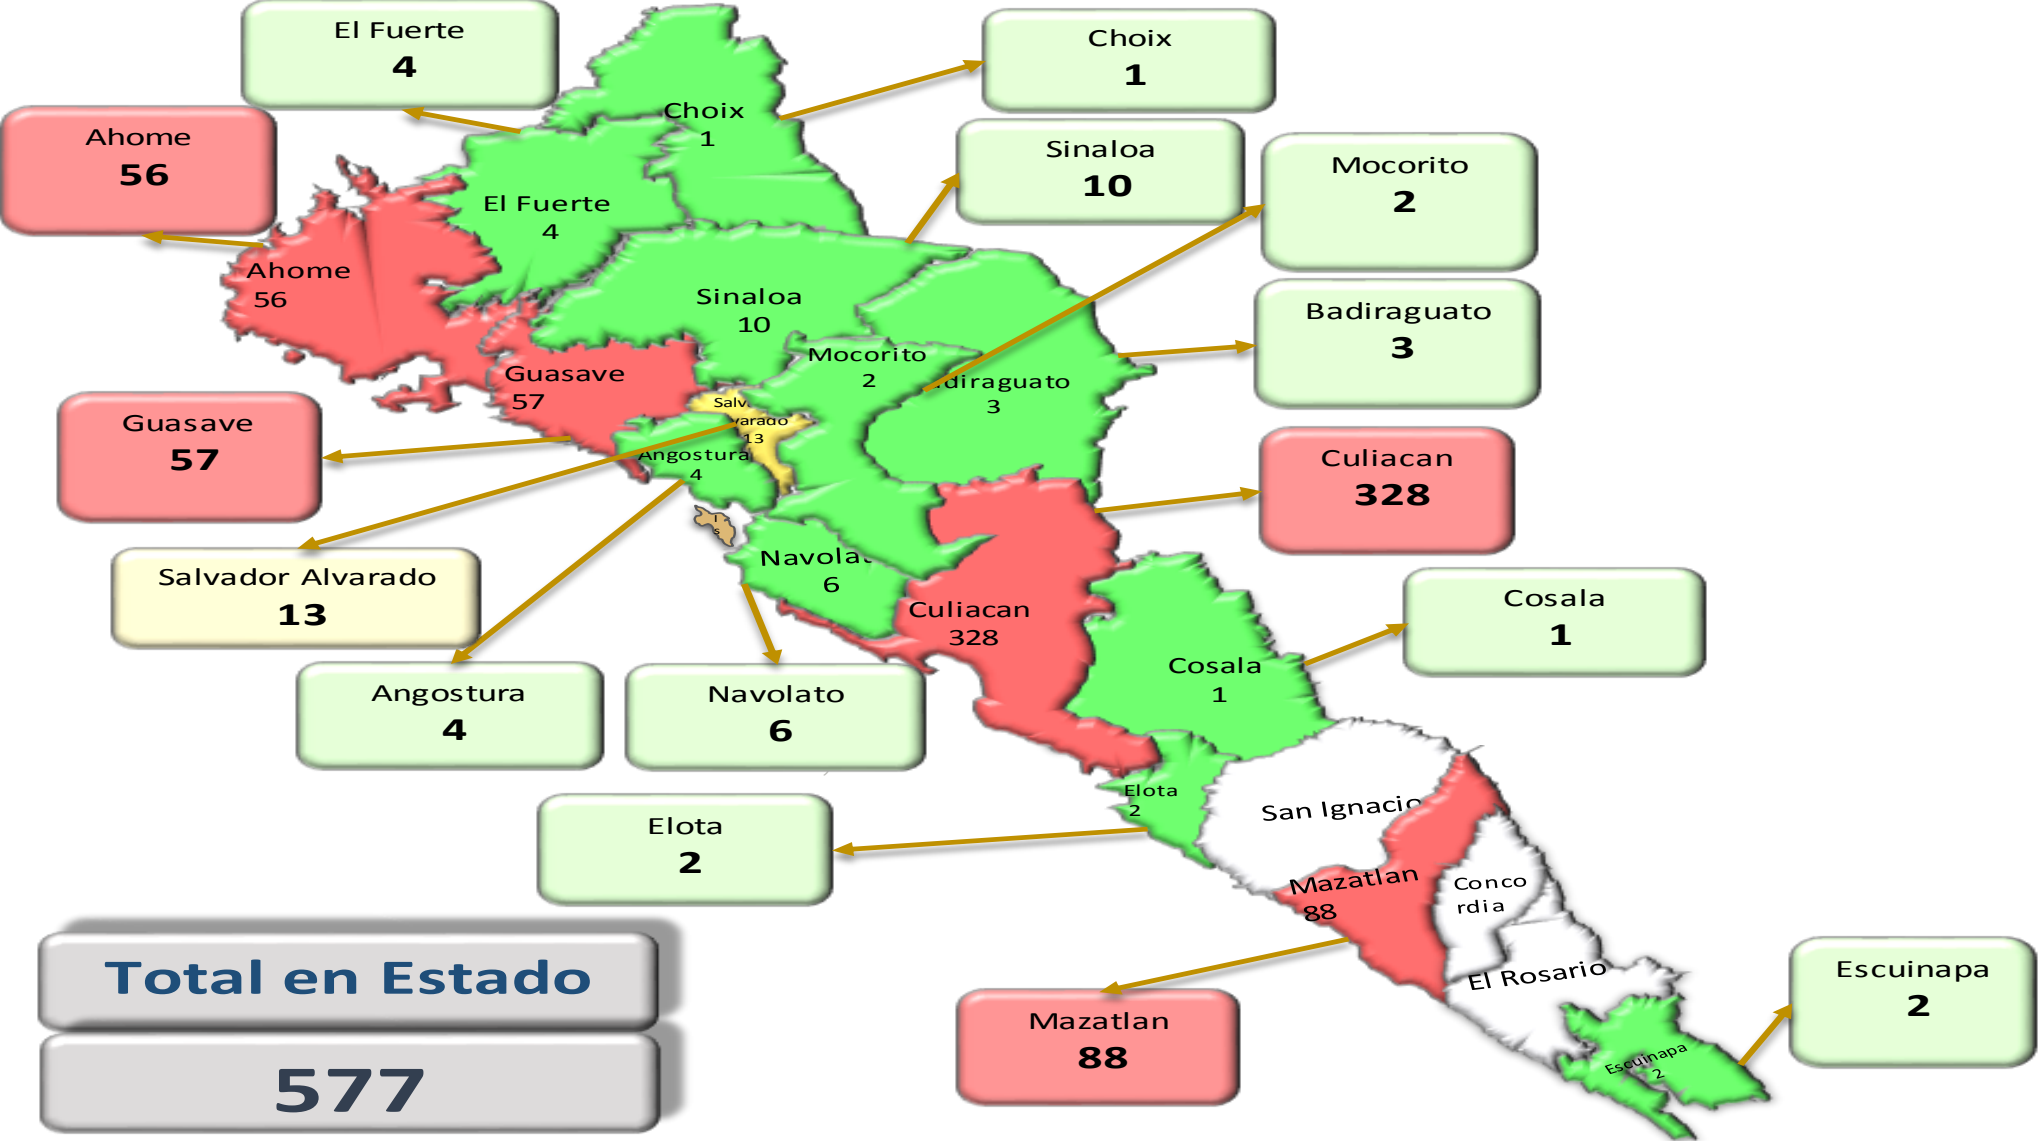 El Fuerte
4
Choix
1
Ahome
56
Choix
1
Sinaloa
10
Mocorito
2
El Fuerte
4
Ahome
56
Sinaloa
10
Badiraguato
3
Mocorito
2
diraguato
3
Guasave
57
Salv
varado
13
Guasave
57
Angostura
4
Culiacan
328
Navola
6
Salvador Alvarado
13
Culiacan
328
Cosala
1
Cosala
1
Angostura
4
Navolato
6
Elota
2
San Ignacio
Elota
2
Mazatlan
88
Conco
rdia
Total en Estado
577
El Rosario
Escuinapa
2
Mazatlan
88
Escuinapa
2